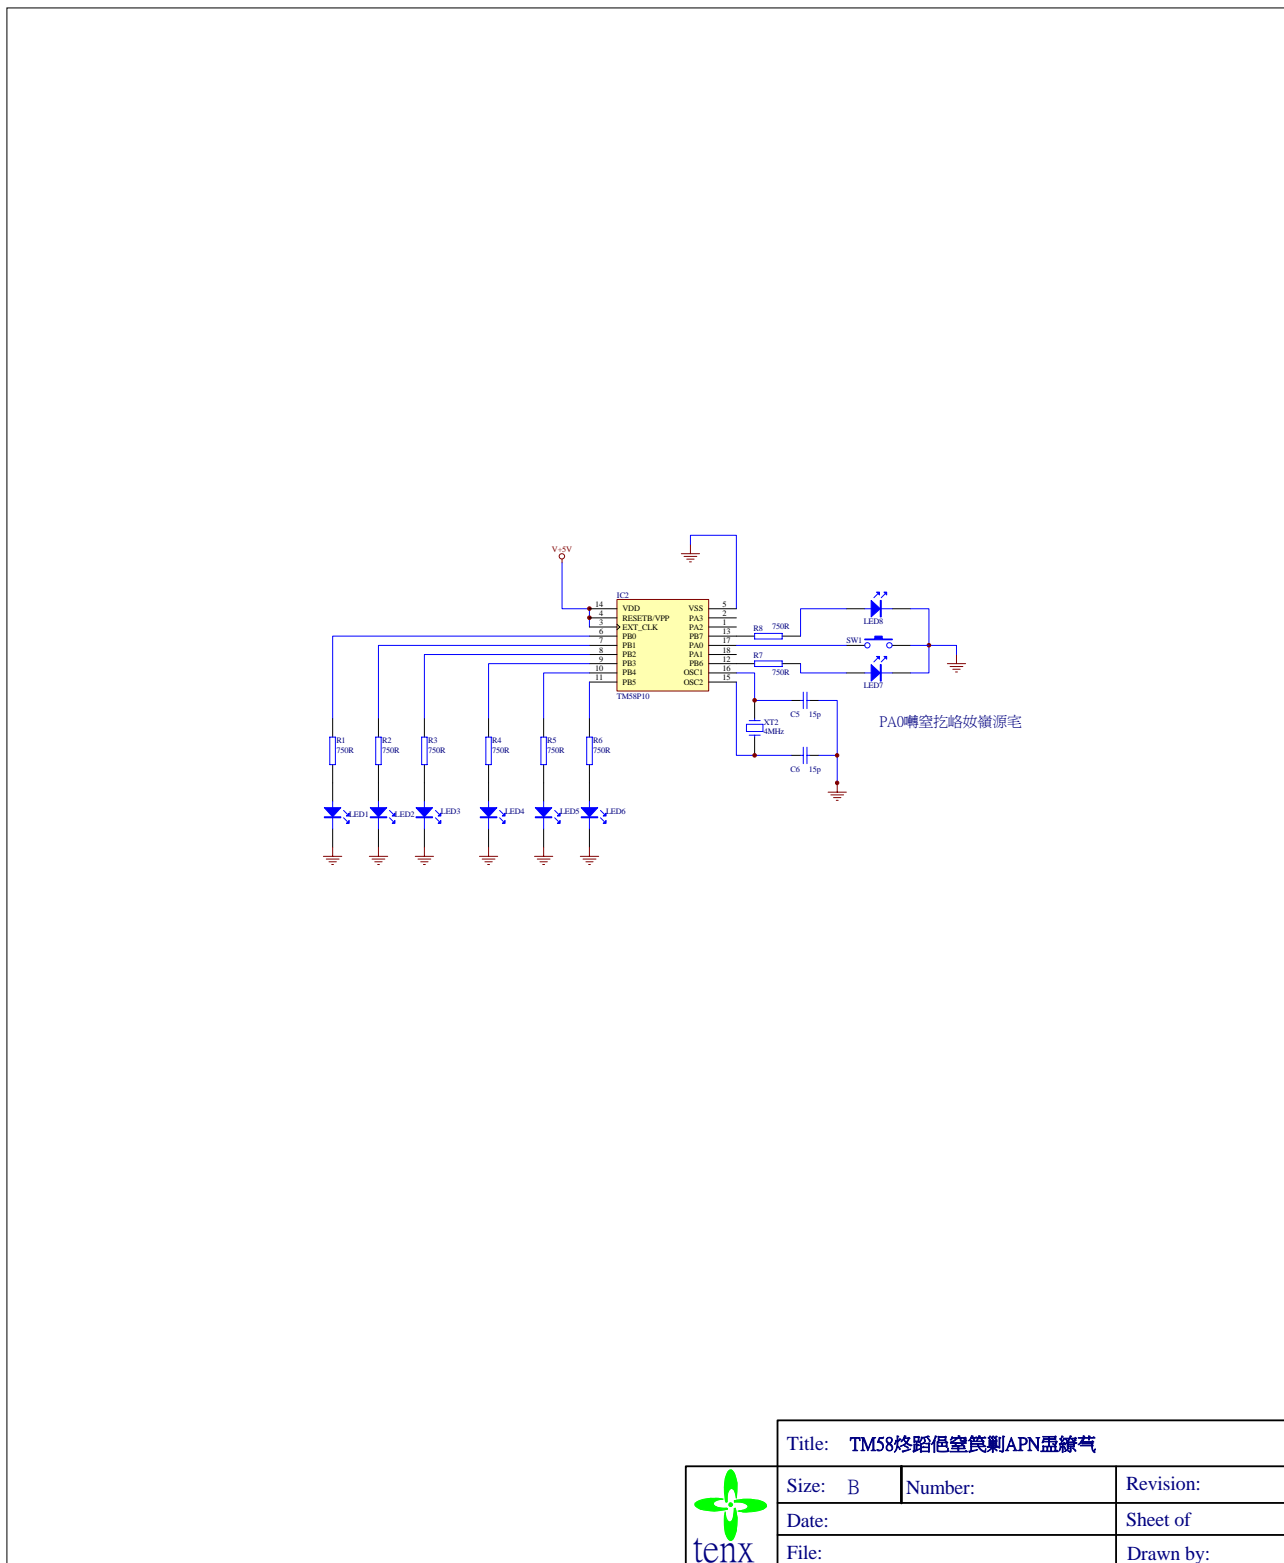 V+5V
IC2
14 VDD VSS 5
4 RESETB/VPP PA3 2
3 EXT_CLK PA2 1
6 PB0 PB7 13
7 PB1 PA0 17
8 PB2 PA1 18
9 PB3 PB6 12
10 PB4 OSC1 16
11 PB5 OSC2 15
TM58P10
R8 750R
LED8
SW1
R7
750R
LED7
C5 15p
XT2
4MHz
C6 15p
R1
750R
R2
750R
R3
750R
R4
750R
R5
750R
R6
750R
LED1
LED2
LED3
LED4
LED5
LED6
Title: TM58
Size: B
Number:
Revision:
Date:
Sheet of
File:
Drawn by:
tenx